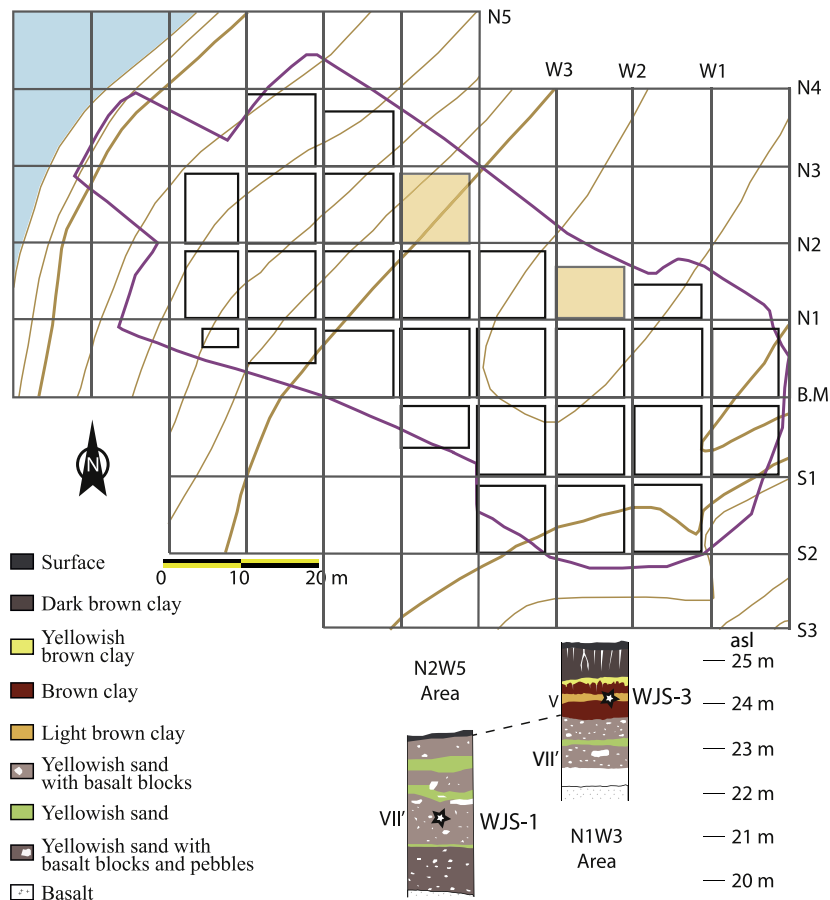 N5
W3
W2
W1
N4
N3
N2
N1
B.M
S1
S2
S3
N
0
10
20 m
Surface
Dark brown clay
Yellowish
brown clay
Brown clay
Light brown clay
Yellowish sand
with basalt blocks
Yellowish sand
Yellowish sand with
basalt blocks and pebbles
Basalt
N2W5
Area
VII'
WJS-1
V
WJS-3
VII'
N1W3
Area
asl
25 m
24 m
23 m
22 m
21 m
20 m